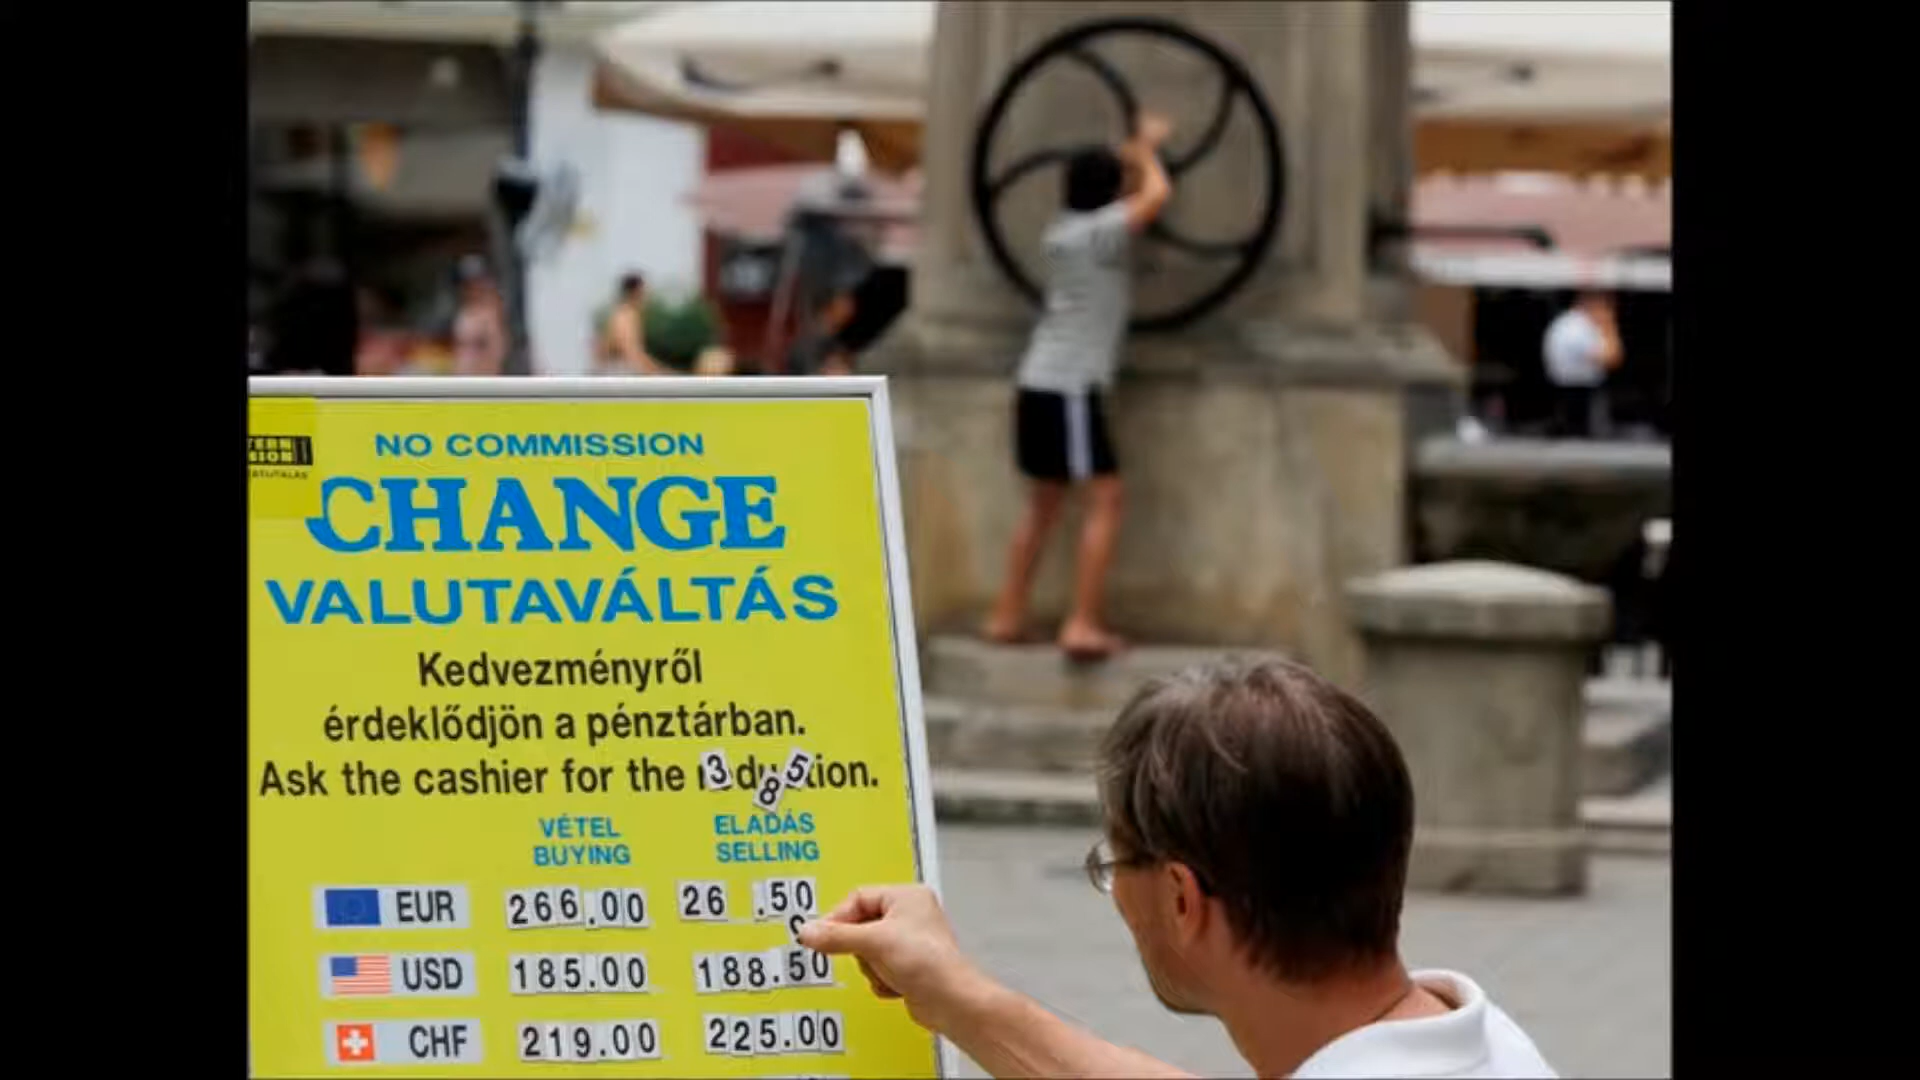 NO COMMISSION
CHANGE
VALUTAVÁLTÁS
Kedvezményről
érdeklődjön a pénztárban.
Ask the cashier for the
3 8 5
VÉTEL ELADÁS
BUYING SELLING
EUR 266.00 26 .50
USD 185.00 188.50
CHF 219.00 225.00